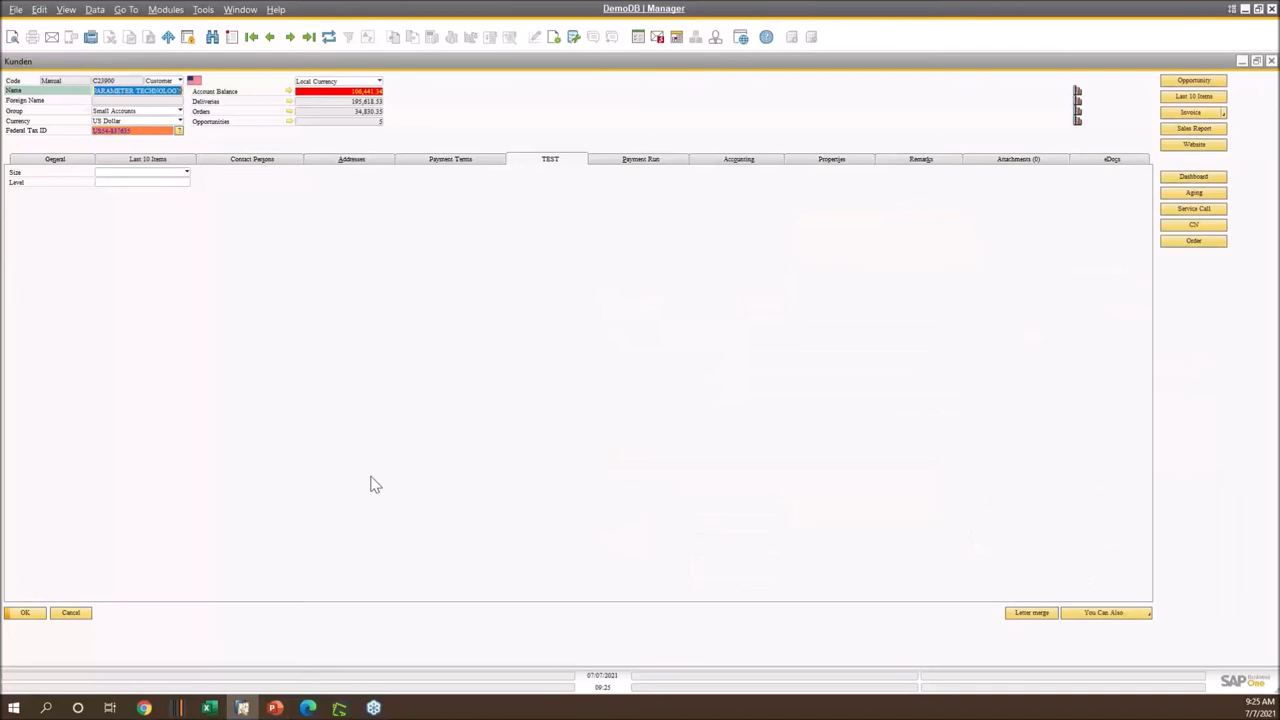 File Edit View Data Go To Modules Tools Window Help
DemoDB | Manager
Kunden
Code Manual C23900 Customer Local Currency
Name PARAMETER TECHNOLOGY Account Balance 106,441.34
Foreign Name Deliveries 195,618.53
Group Small Accounts Orders 34,830.35
Currency US Dollar Opportunities 5
Federal Tax ID US54-837635 ?
General Last 10 Items Contact Persons Addresses Payment Terms TEST Payment Run Accounting Properties Remarks Attachments (0) eDocs
Size
Level
Opportunity
Last 10 Items
Invoice
Sales Report
Website
Dashboard
Aging
Service Call
CN
Order
OK Cancel Letter merge You Can Also
07/07/2021
09:25
SAP Business One
9:25 AM
7/7/2021